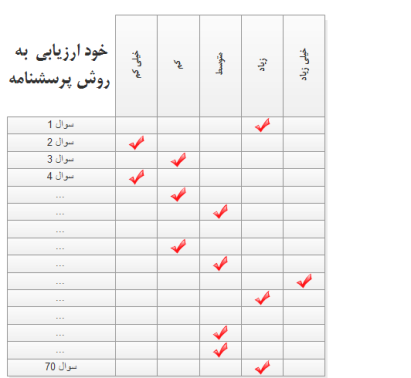 خود ارزیابی به
روش پرسشنامه
خیلی کم
کم
متوسط
زیاد
خیلی زیاد
سوال 1
سوال 2
سوال 3
سوال 4
...
...
...
...
...
...
...
...
...
...
سوال 70